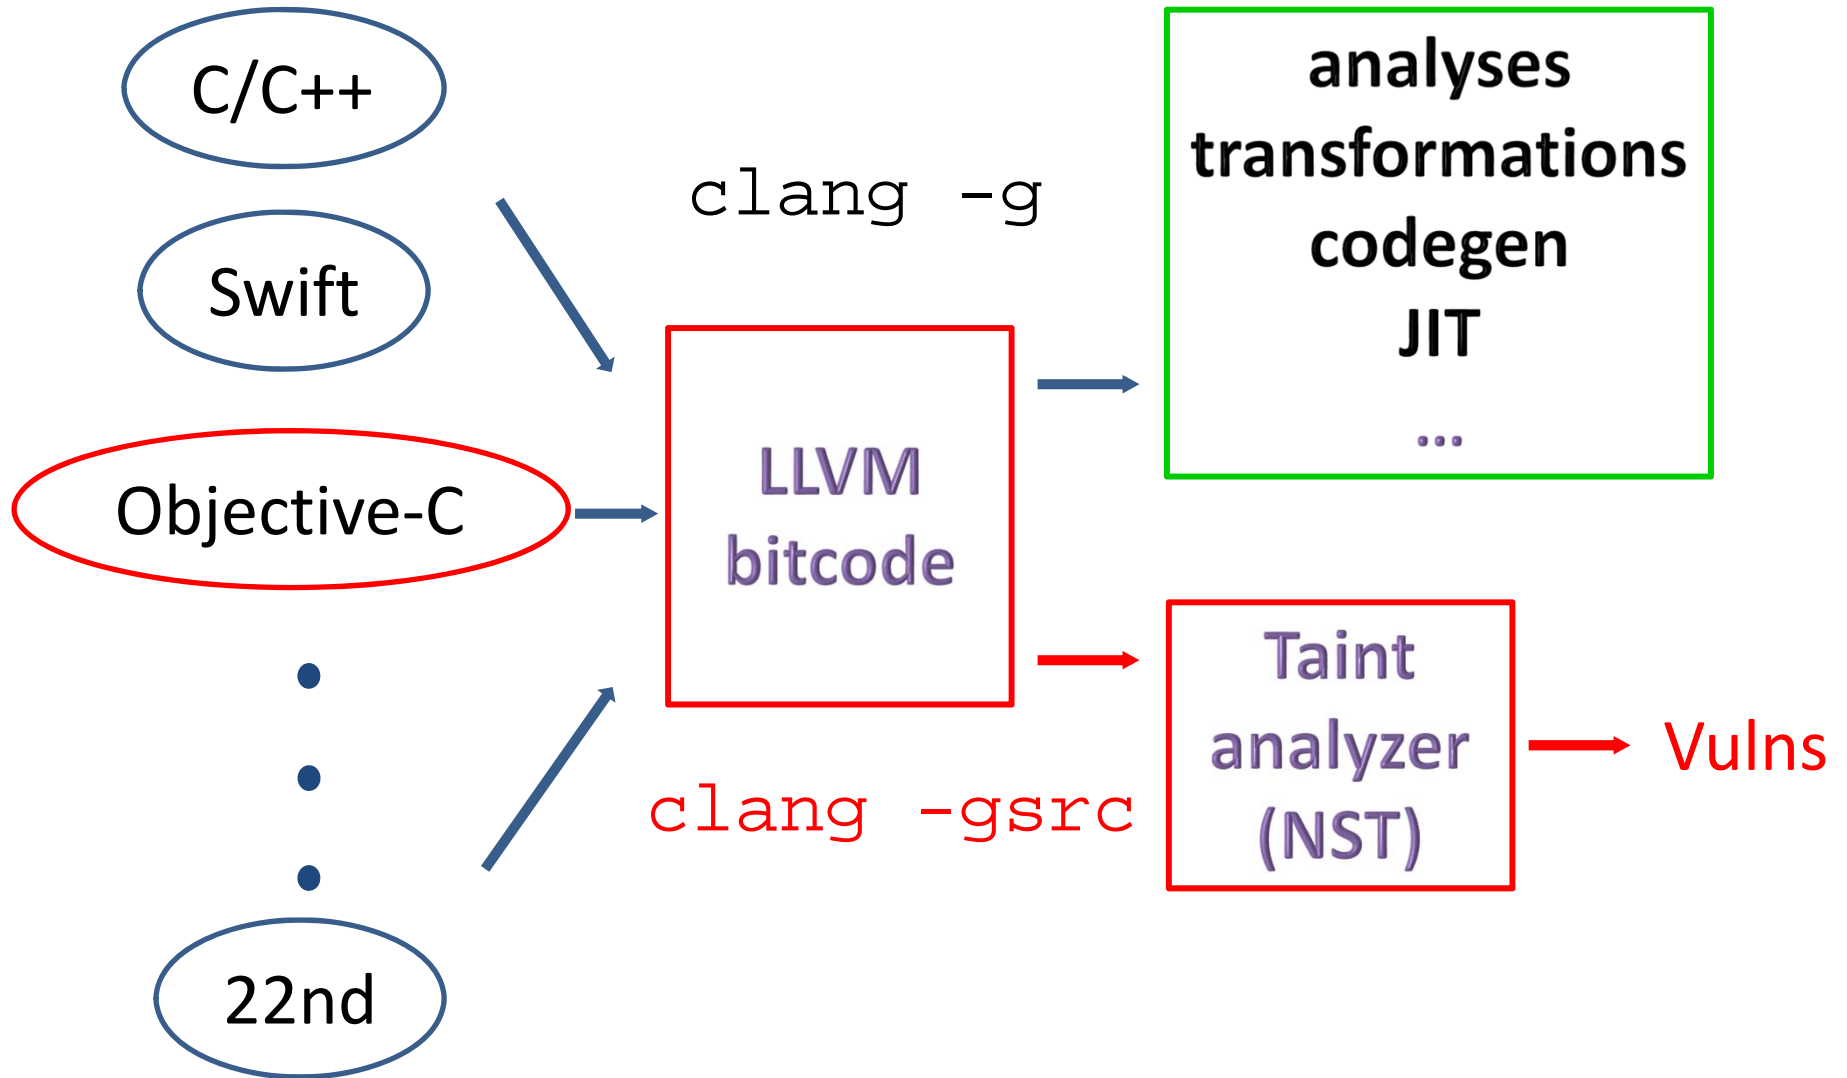 C/C++
Swift
Objective-C
22nd
clang -g
LLVM
bitcode
clang -gsrc
analyses
transformations
codegen
JIT
...
Taint
analyzer
(NST)
Vulns